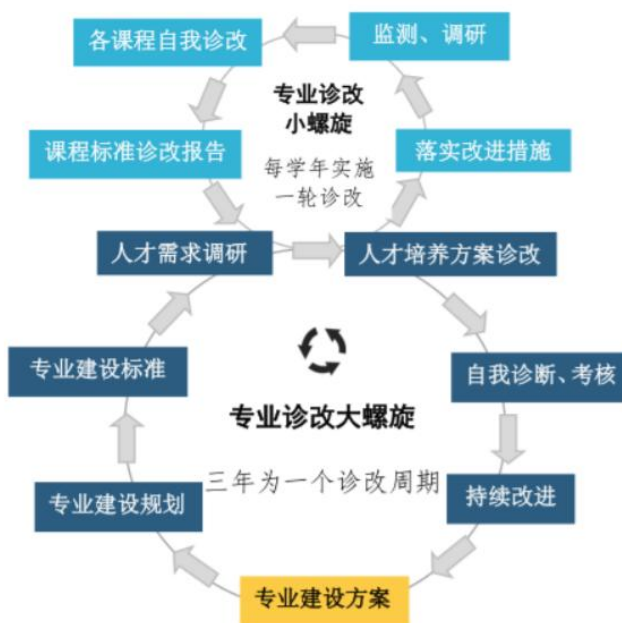 各课程自我诊改
监测、调研
专业诊改
小螺旋
课程标准诊改报告
每学年实施
一轮诊改
落实改进措施
人才需求调研
人才培养方案诊改
专业建设标准
自我诊断、考核
专业诊改大螺旋
三年为一个诊改周期
专业建设规划
持续改进
专业建设方案